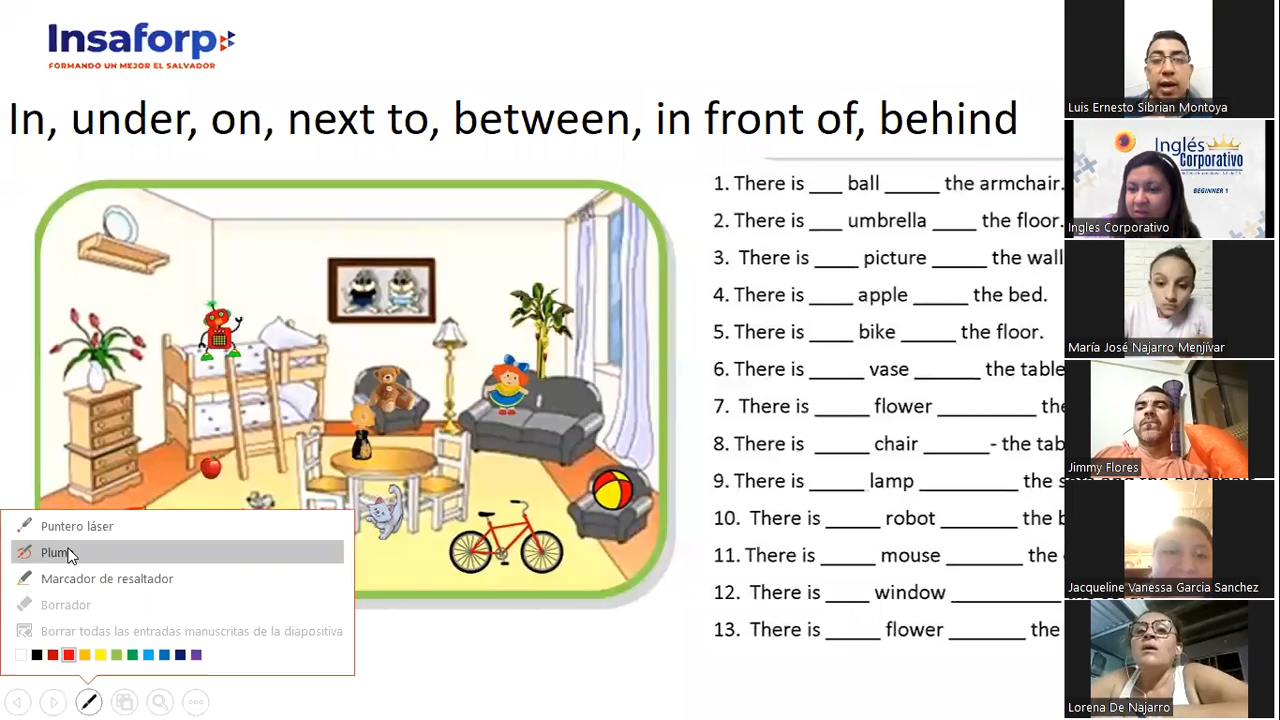 Insaforp
FORMANDO UN MEJOR EL SALVADOR
In, under, on, next to, between, in front of, behind
1. There is ___ ball _____ the armchair.
2. There is ___ umbrella ____ the floor.
3. There is ____ picture _____ the wall
4. There is ____ apple _____ the bed.
5. There is ____ bike _____ the floor.
6. There is _____ vase ______ the table
7. There is _____ flower _________ the
8. There is _____ chair ______- the tab
9. There is _____ lamp _________ the
10. There is _____ robot _______ the b
11. There is _____ mouse ______ the
12. There is ____ window __________
13. There is _____ flower _______ the
Puntero láser
Plum
Marcador de resaltador
Borrador
Borrar todas las entradas manuscritas de la diapositiva
Luis Ernesto Sibrian Montoya
Inglés
Corporativo
BEGINNER 1
Ingles Corporativo
María José Najarro Menjívar
Jimmy Flores
Jacqueline Vanessa Garcia Sanchez
Lorena De Najarro